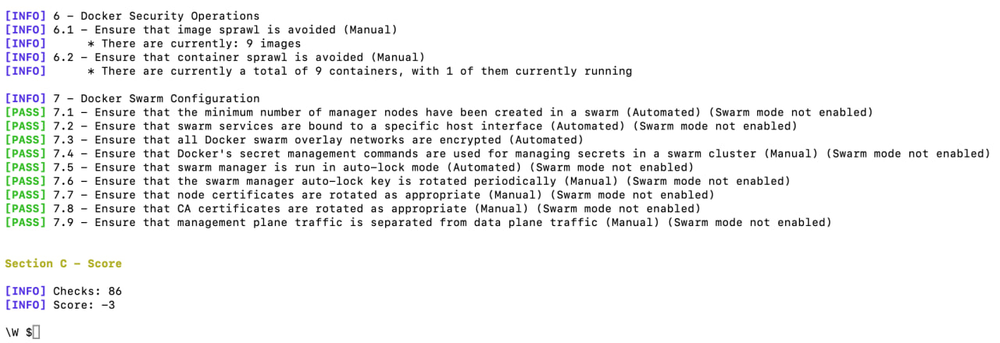 [INFO] 6 - Docker Security Operations
[INFO] 6.1 - Ensure that image sprawl is avoided (Manual)
[INFO]      * There are currently: 9 images
[INFO] 6.2 - Ensure that container sprawl is avoided (Manual)
[INFO]      * There are currently a total of 9 containers, with 1 of them currently running
[INFO] 7 - Docker Swarm Configuration
[PASS] 7.1 - Ensure that the minimum number of manager nodes have been created in a swarm (Automated) (Swarm mode not enabled)
[PASS] 7.2 - Ensure that swarm services are bound to a specific host interface (Automated) (Swarm mode not enabled)
[PASS] 7.3 - Ensure that all Docker swarm overlay networks are encrypted (Automated)
[PASS] 7.4 - Ensure that Docker's secret management commands are used for managing secrets in a swarm cluster (Manual) (Swarm mode not enabled)
[PASS] 7.5 - Ensure that swarm manager is run in auto-lock mode (Automated) (Swarm mode not enabled)
[PASS] 7.6 - Ensure that the swarm manager auto-lock key is rotated periodically (Manual) (Swarm mode not enabled)
[PASS] 7.7 - Ensure that node certificates are rotated as appropriate (Manual) (Swarm mode not enabled)
[PASS] 7.8 - Ensure that CA certificates are rotated as appropriate (Manual) (Swarm mode not enabled)
[PASS] 7.9 - Ensure that management plane traffic is separated from data plane traffic (Manual) (Swarm mode not enabled)
Section C - Score
[INFO] Checks: 86
[INFO] Score: -3
\W $